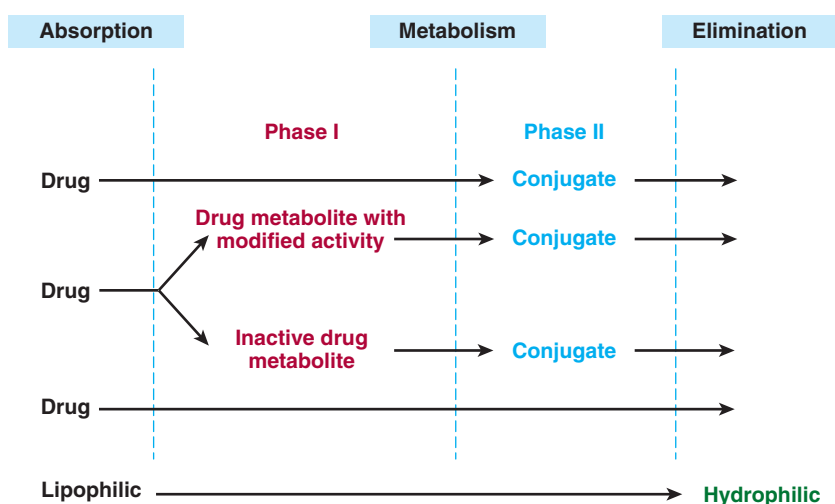 Absorption Metabolism Elimination
Phase I Phase II
Drug Conjugate
Drug metabolite with
modified activity Conjugate
Drug
Inactive drug
metabolite Conjugate
Drug
Lipophilic Hydrophilic